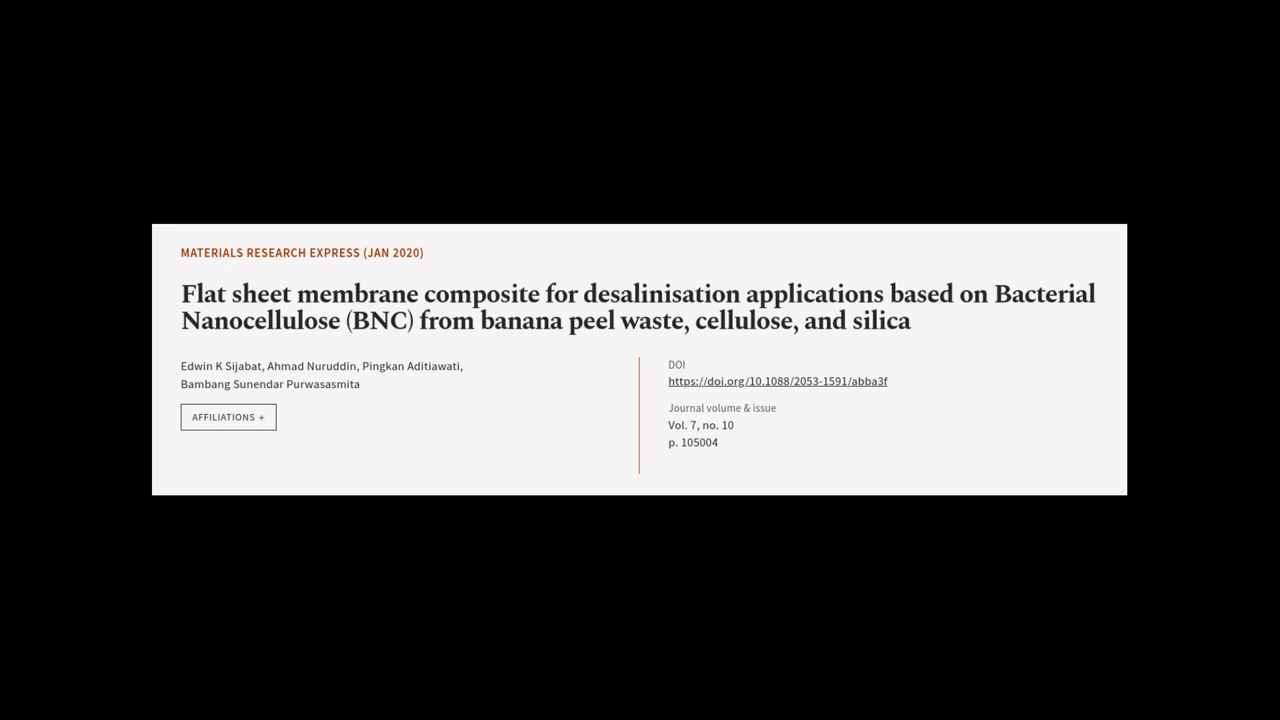 MATERIALS RESEARCH EXPRESS (JAN 2020)
Flat sheet membrane composite for desalinisation applications based on Bacterial
Nanocellulose (BNC) from banana peel waste, cellulose, and silica
Edwin K Sijabat, Ahmad Nuruddin, Pingkan Aditiawati,
Bambang Sunendar Purwasasmita
AFFILIATIONS +
DOI
https://doi.org/10.1088/2053-1591/abba3f
Journal volume & issue
Vol. 7, no. 10
p. 105004